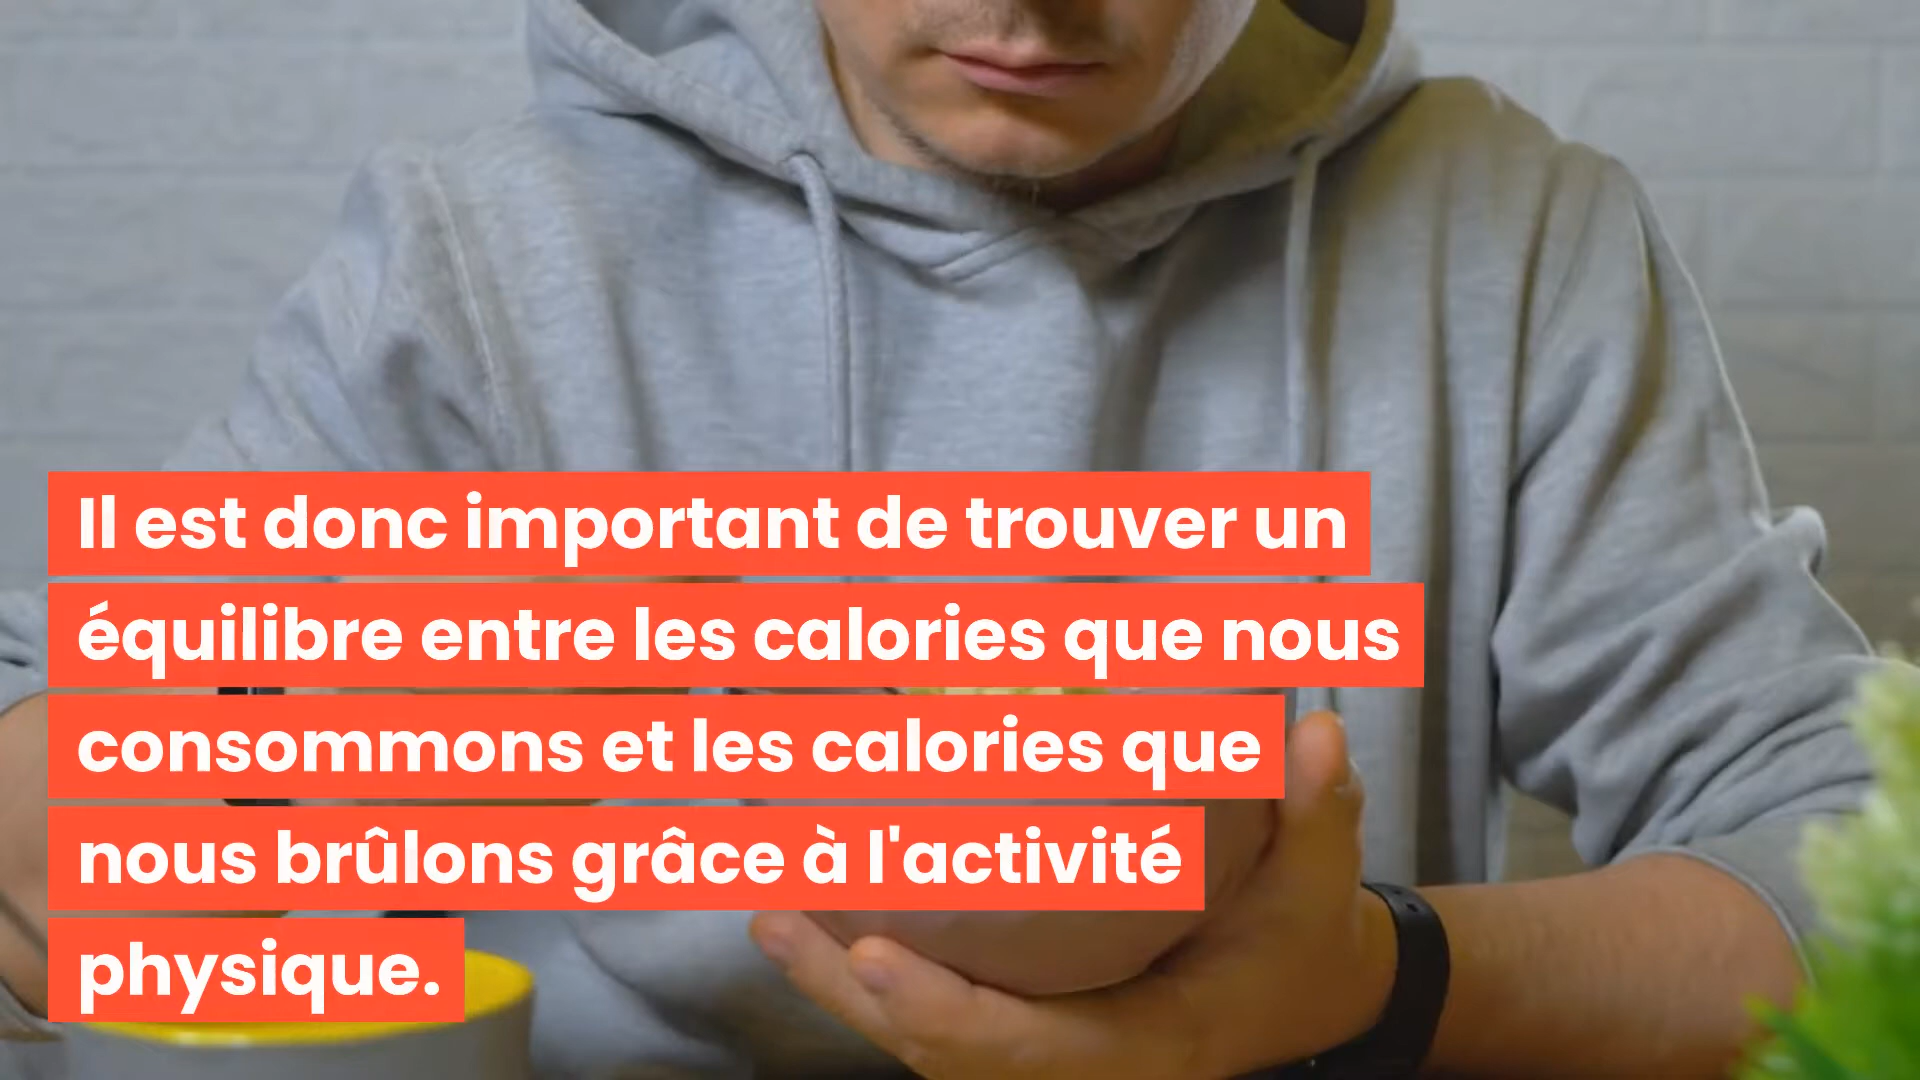 Il est donc important de trouver un
équilibre entre les calories que nous
consommons et les calories que
nous brûlons grâce à l'activité
physique.